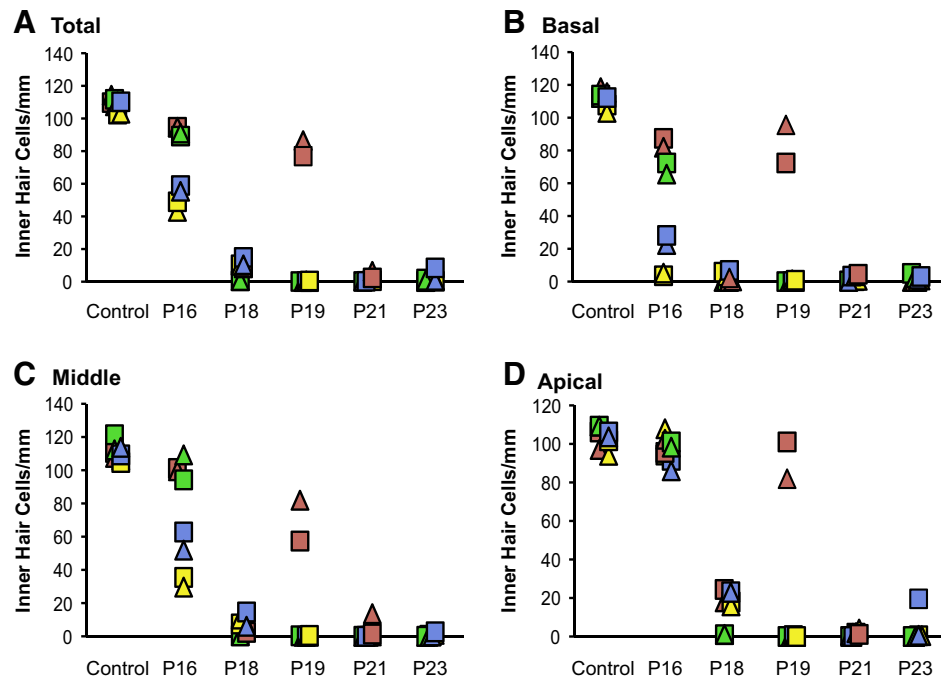 A Total
Inner Hair Cells/mm
140
120
100
80
60
40
20
0
Control P16 P18 P19 P21 P23
B Basal
Inner Hair Cells/mm
140
120
100
80
60
40
20
0
Control P16 P18 P19 P21 P23
C Middle
Inner Hair Cells/mm
140
120
100
80
60
40
20
0
Control P16 P18 P19 P21 P23
D Apical
Inner Hair Cells/mm
120
100
80
60
40
20
0
Control P16 P18 P19 P21 P23